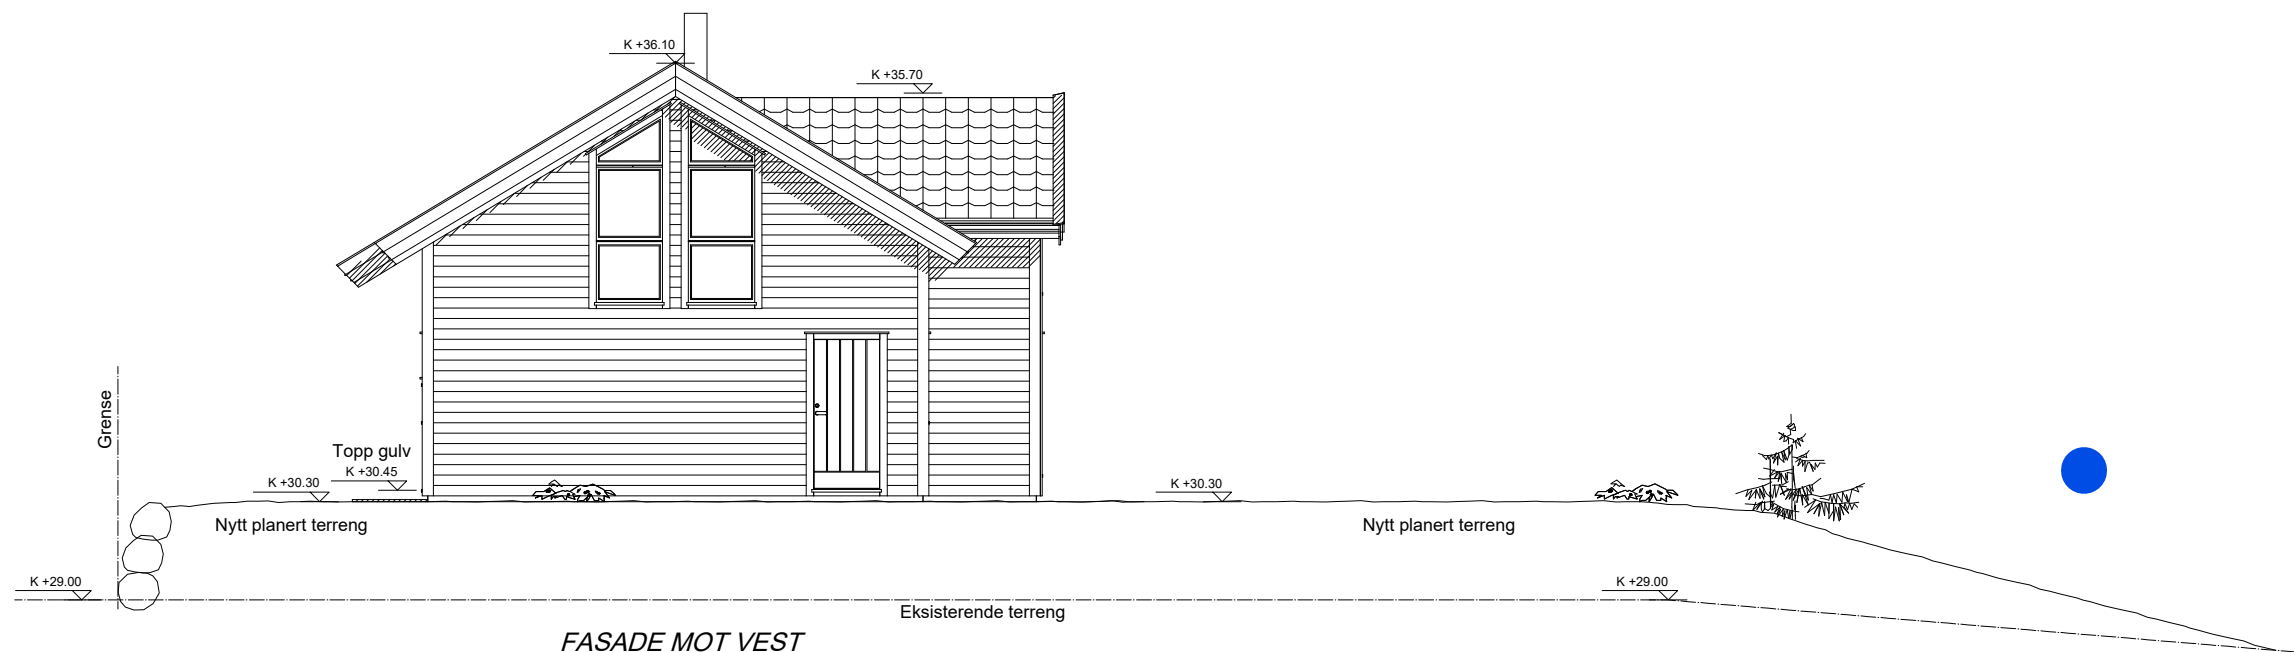 K +36.10
K +35.70
Grense
Topp gulv
K +30.45
K +30.30
K +30.30
Nytt planert terreng
Nytt planert terreng
K +29.00
K +29.00
Eksisterende terreng
FASADE MOT VEST